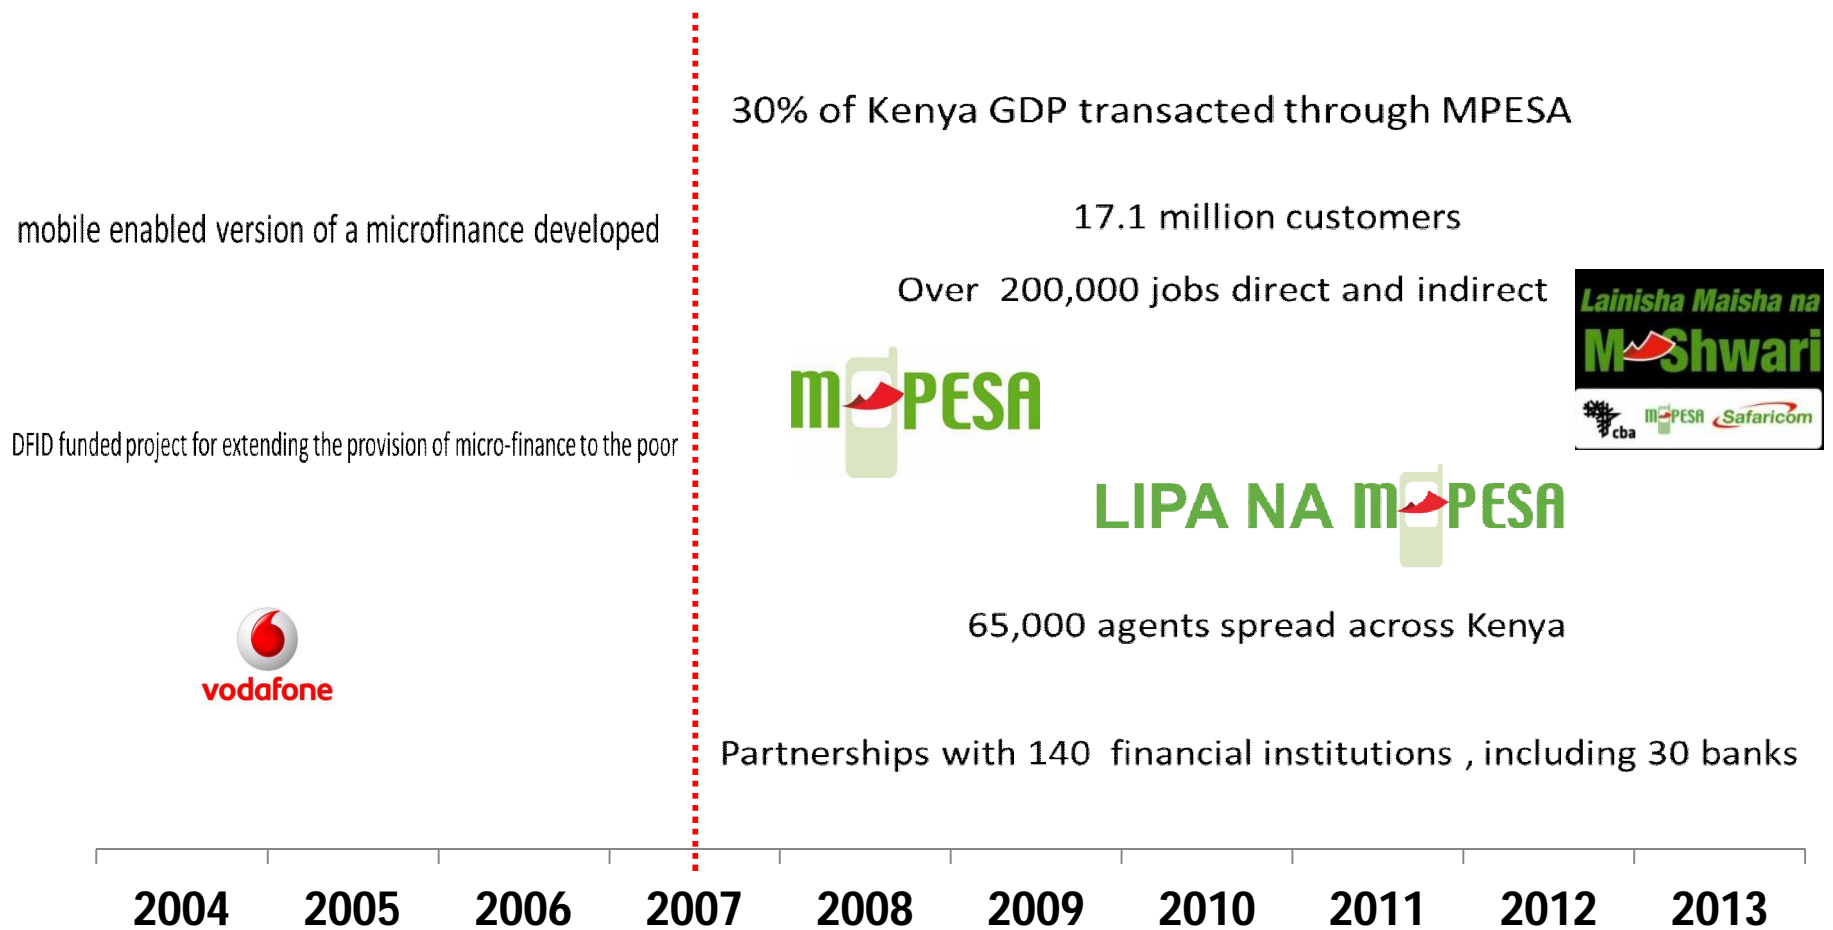 30% of Kenya GDP transacted through MPESA
mobile enabled version of a microfinance developed
17.1 million customers
Over 200,000 jobs direct and indirect
Lainisha Maisha na
M Shwari
cba M PESA Safaricom
M PESA
DFID funded project for extending the provision of micro-finance to the poor
LIPA NA M PESA
65,000 agents spread across Kenya
vodafone
Partnerships with 140 financial institutions , including 30 banks
2004 2005 2006 2007 2008 2009 2010 2011 2012 2013